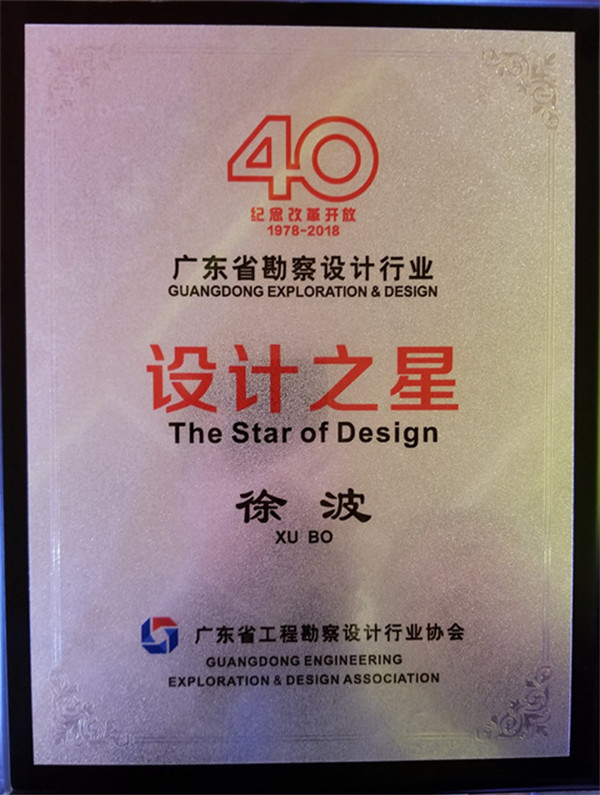 40
纪念改革开放
1978-2018
广东省勘察设计行业
GUANGDONG EXPLORATION & DESIGN
设计之星
The Star of Design
徐 波
XU BO
广东省工程勘察设计行业协会
GUANGDONG ENGINEERING
EXPLORATION & DESIGN ASSOCIATION